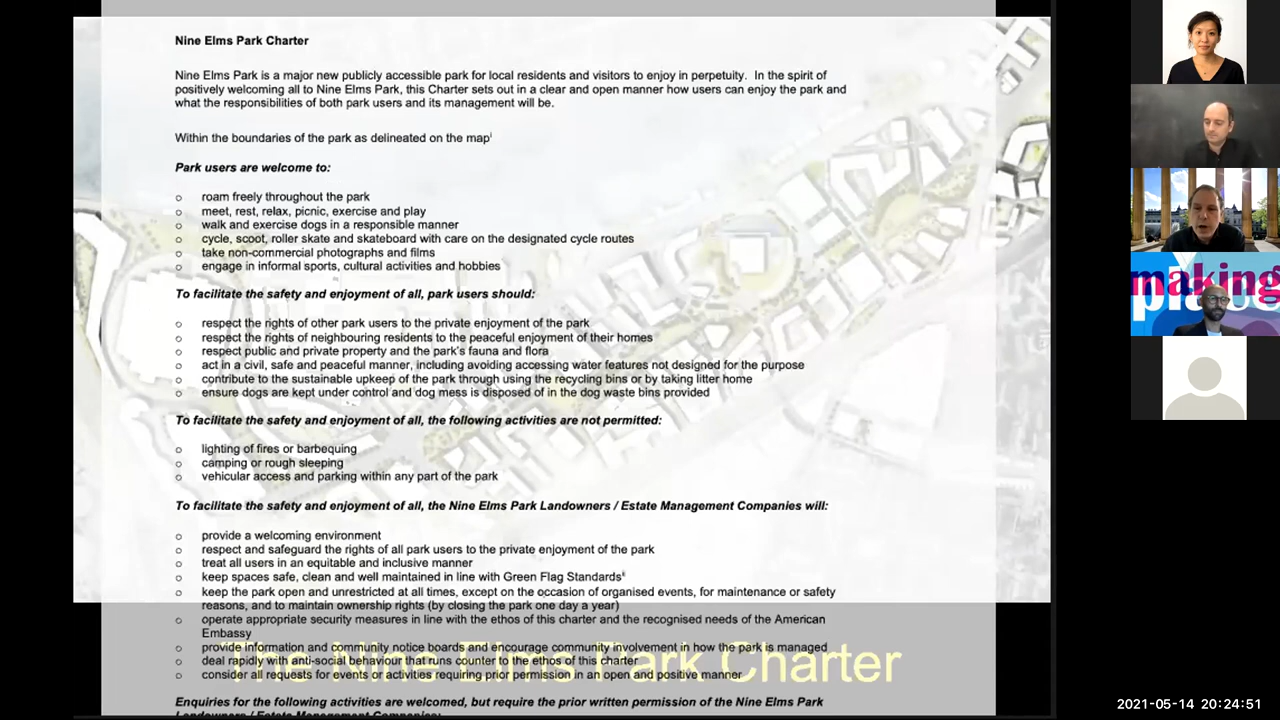 Nine Elms Park Charter
Nine Elms Park is a major new publicly accessible park for local residents and visitors to enjoy in perpetuity. In the spirit of
positively welcoming all to Nine Elms Park, this Charter sets out in a clear and open manner how users can enjoy the park and
what the responsibilities of both park users and its management will be.
Within the boundaries of the park as delineated on the mapⁱ
Park users are welcome to:
o roam freely throughout the park
o meet, rest, relax, picnic, exercise and play
o walk and exercise dogs in a responsible manner
o cycle, scoot, roller skate and skateboard with care on the designated cycle routes
o take non-commercial photographs and films
o engage in informal sports, cultural activities and hobbies
To facilitate the safety and enjoyment of all, park users should:
o respect the rights of other park users to the private enjoyment of the park
o respect the rights of neighbouring residents to the peaceful enjoyment of their homes
o respect public and private property and the park's fauna and flora
o act in a civil, safe and peaceful manner, including avoiding accessing water features not designed for the purpose
o contribute to the sustainable upkeep of the park through using the recycling bins or by taking litter home
o ensure dogs are kept under control and dog mess is disposed of in the dog waste bins provided
To facilitate the safety and enjoyment of all, the following activities are not permitted:
o lighting of fires or barbequing
o camping or rough sleeping
o vehicular access and parking within any part of the park
To facilitate the safety and enjoyment of all, the Nine Elms Park Landowners / Estate Management Companies will:
o provide a welcoming environment
o respect and safeguard the rights of all park users to the private enjoyment of the park
o treat all users in an equitable and inclusive manner
o keep spaces safe, clean and well maintained in line with Green Flag Standards
o keep the park open and unrestricted at all times, except on the occasion of organised events, for maintenance or safety
reasons, and to maintain ownership rights (by closing the park one day a year)
o operate appropriate security measures in line with the ethos of this charter and the recognised needs of the American
Embassy
o provide information and community notice boards and encourage community involvement in how the park is managed
o deal rapidly with anti-social behaviour that runs counter to the ethos of this charter
o consider all requests for events or activities requiring prior permission in an open and positive manner
The Nine Elms Park Charter
Enquiries for the following activities are welcomed, but require the prior written permission of the Nine Elms Park
Landowners / Estate Management Companies:
making
place
2021-05-14 20:24:51